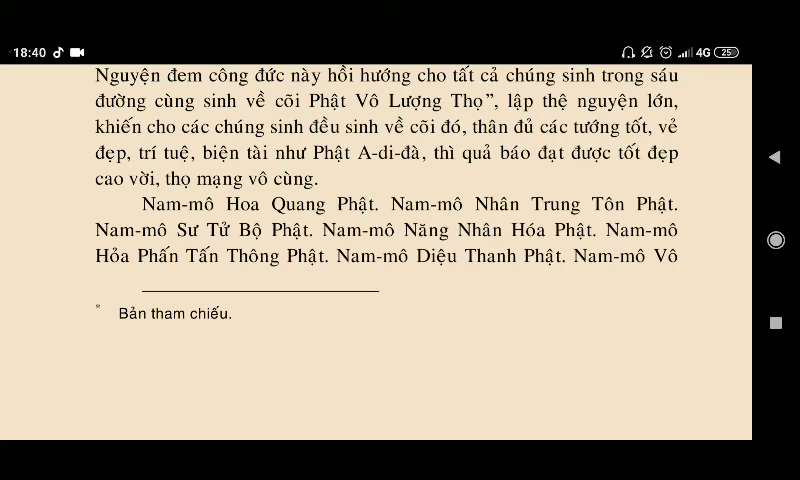 18:40
4G 25
Nguyện đem công đức này hồi hướng cho tất cả chúng sinh trong sáu
đường cùng sinh về cõi Phật Vô Lượng Thọ”, lập thệ nguyện lớn,
khiến cho các chúng sinh đều sinh về cõi đó, thân đủ các tướng tốt, vẻ
đẹp, trí tuệ, biện tài như Phật A-di-đà, thì quả báo đạt được tốt đẹp
cao vời, thọ mạng vô cùng.
Nam-mô Hoa Quang Phật. Nam-mô Nhân Trung Tôn Phật.
Nam-mô Sư Tử Bộ Phật. Nam-mô Năng Nhân Hóa Phật. Nam-mô
Hỏa Phấn Tấn Thông Phật. Nam-mô Diệu Thanh Phật. Nam-mô Vô
* Bản tham chiếu.